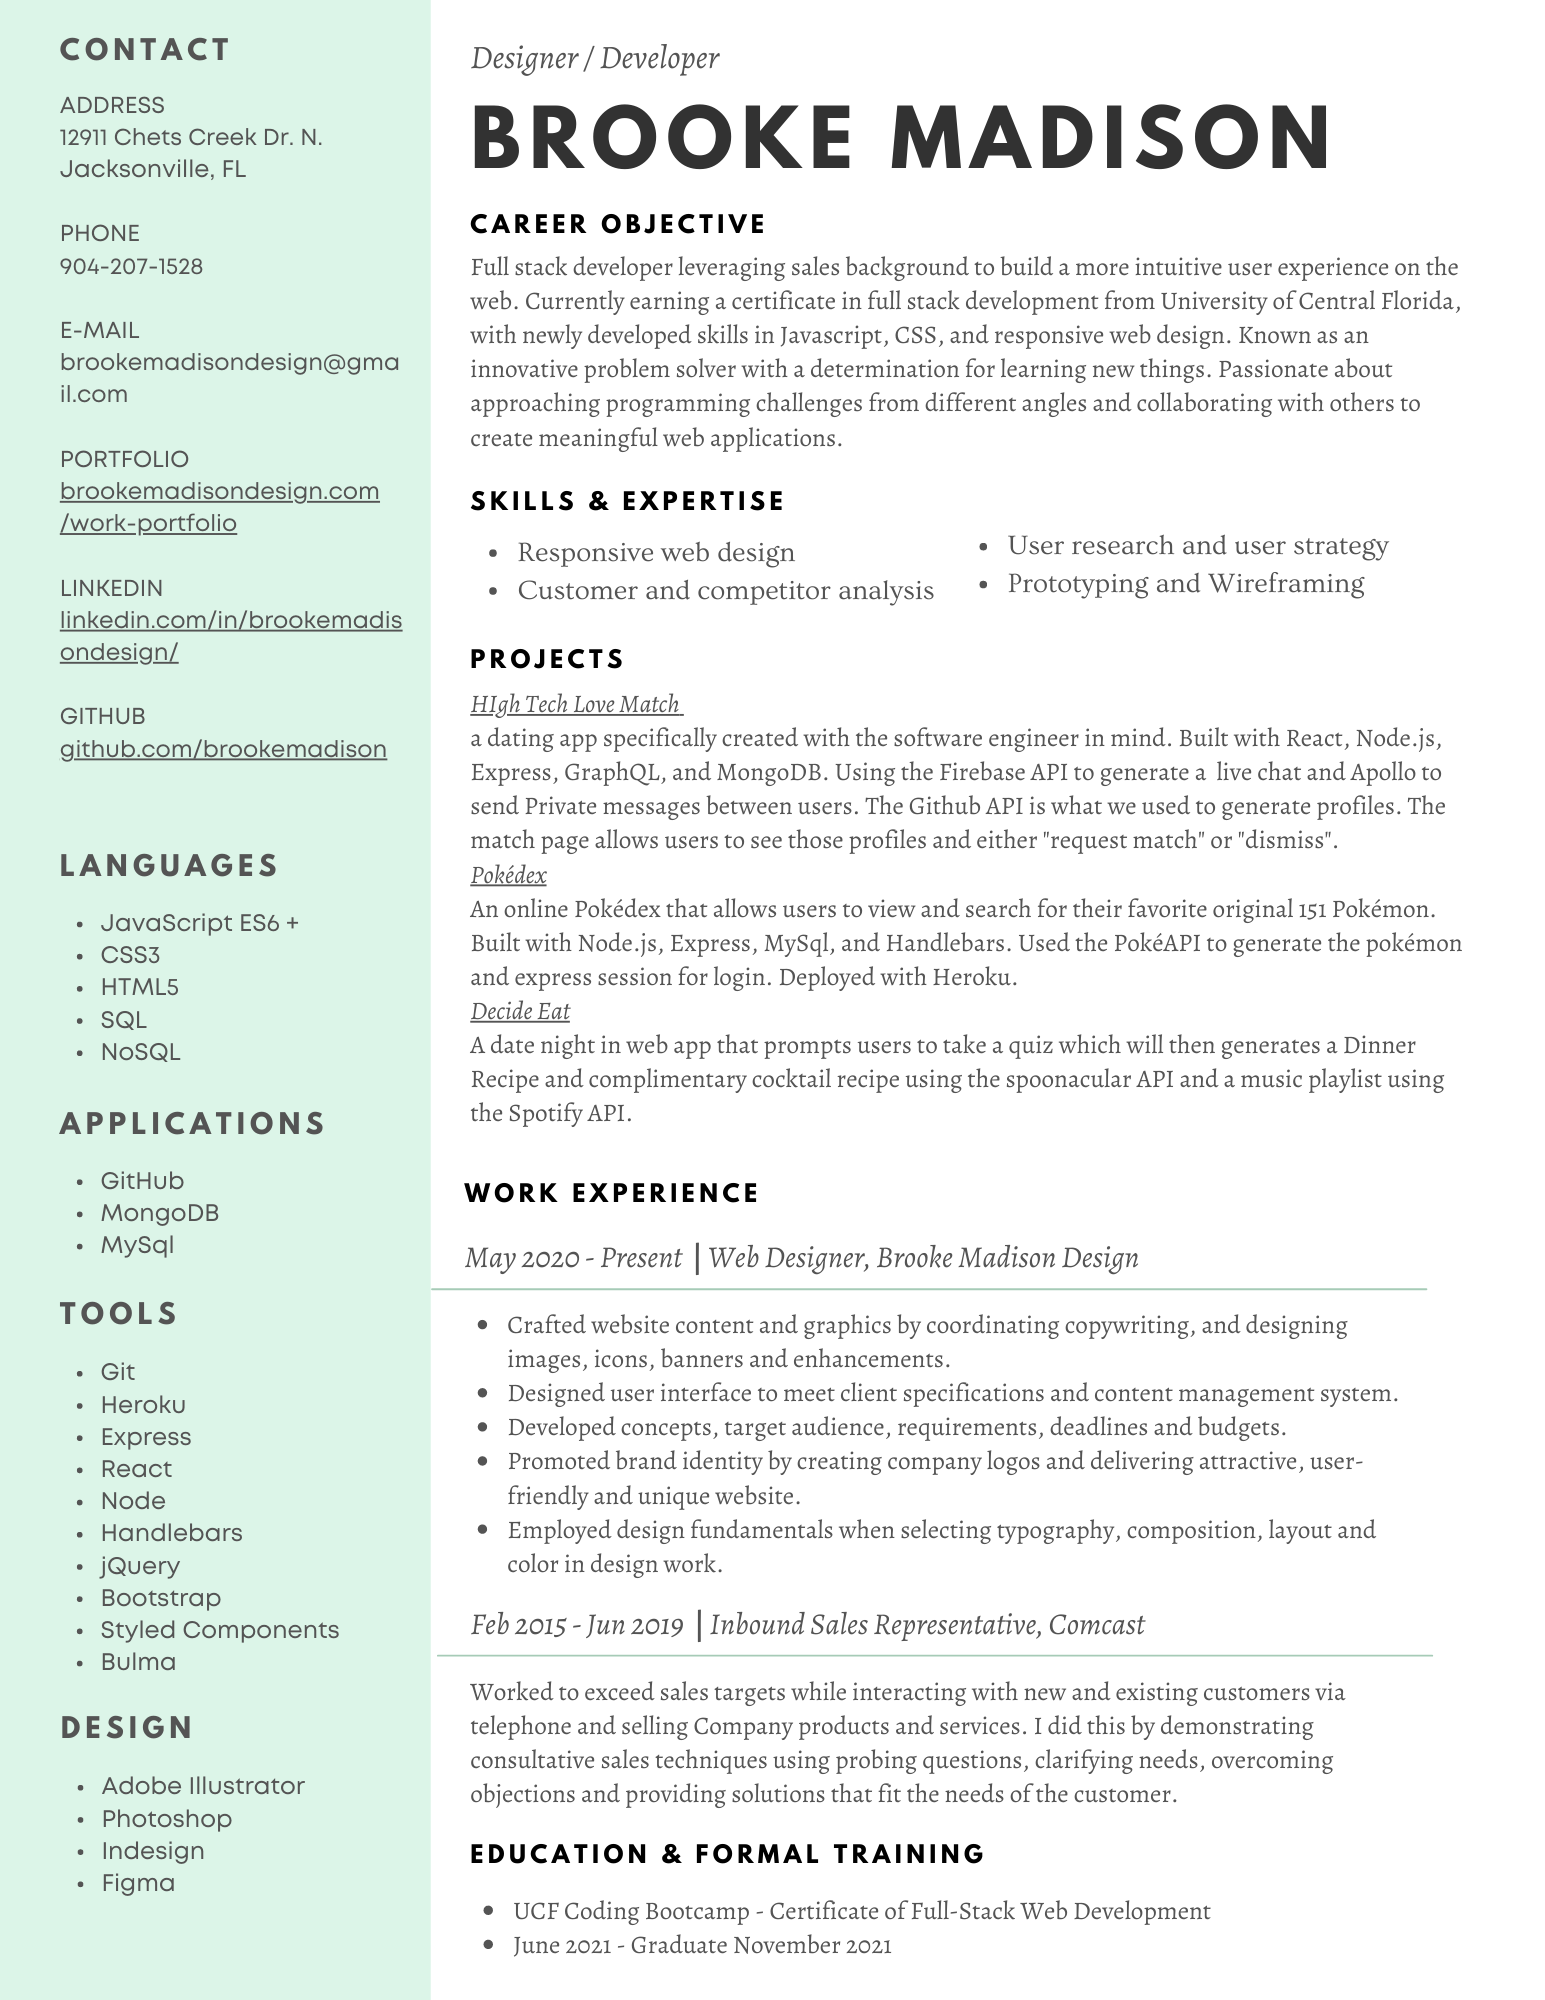 CONTACT
ADDRESS
12911 Chets Creek Dr. N.
Jacksonville, FL
PHONE
904-207-1528
E-MAIL
brookemadisondesign@gma
il.com
PORTFOLIO
brookemadisondesign.com
/work-portfolio
LINKEDIN
linkedin.com/in/brookemadis
ondesign/
GITHUB
github.com/brookemadison
LANGUAGES
• JavaScript ES6 +
• CSS3
• HTML5
• SQL
• NoSQL
APPLICATIONS
• GitHub
• MongoDB
• MySql
TOOLS
• Git
• Heroku
• Express
• React
• Node
• Handlebars
• jQuery
• Bootstrap
• Styled Components
• Bulma
DESIGN
• Adobe Illustrator
• Photoshop
• Indesign
• Figma
Designer / Developer
BROOKE MADISON
CAREER OBJECTIVE
Full stack developer leveraging sales background to build a more intuitive user experience on the
web. Currently earning a certificate in full stack development from University of Central Florida,
with newly developed skills in Javascript, CSS, and responsive web design. Known as an
innovative problem solver with a determination for learning new things. Passionate about
approaching programming challenges from different angles and collaborating with others to
create meaningful web applications.
SKILLS & EXPERTISE
• Responsive web design
• Customer and competitor analysis
• User research and user strategy
• Prototyping and Wireframing
PROJECTS
HIgh Tech Love Match
a dating app specifically created with the software engineer in mind. Built with React, Node.js,
Express, GraphQL, and MongoDB. Using the Firebase API to generate a live chat and Apollo to
send Private messages between users. The Github API is what we used to generate profiles. The
match page allows users to see those profiles and either "request match" or "dismiss".
Pokédex
An online Pokédex that allows users to view and search for their favorite original 151 Pokémon.
Built with Node.js, Express, MySql, and Handlebars. Used the PokéAPI to generate the pokémon
and express session for login. Deployed with Heroku.
Decide Eat
A date night in web app that prompts users to take a quiz which will then generates a Dinner
Recipe and complimentary cocktail recipe using the spoonacular API and a music playlist using
the Spotify API.
WORK EXPERIENCE
May 2020 - Present | Web Designer, Brooke Madison Design
• Crafted website content and graphics by coordinating copywriting, and designing
images, icons, banners and enhancements.
• Designed user interface to meet client specifications and content management system.
• Developed concepts, target audience, requirements, deadlines and budgets.
• Promoted brand identity by creating company logos and delivering attractive, user-
friendly and unique website.
• Employed design fundamentals when selecting typography, composition, layout and
color in design work.
Feb 2015 - Jun 2019 | Inbound Sales Representative, Comcast
Worked to exceed sales targets while interacting with new and existing customers via
telephone and selling Company products and services. I did this by demonstrating
consultative sales techniques using probing questions, clarifying needs, overcoming
objections and providing solutions that fit the needs of the customer.
EDUCATION & FORMAL TRAINING
• UCF Coding Bootcamp - Certificate of Full-Stack Web Development
• June 2021 - Graduate November 2021